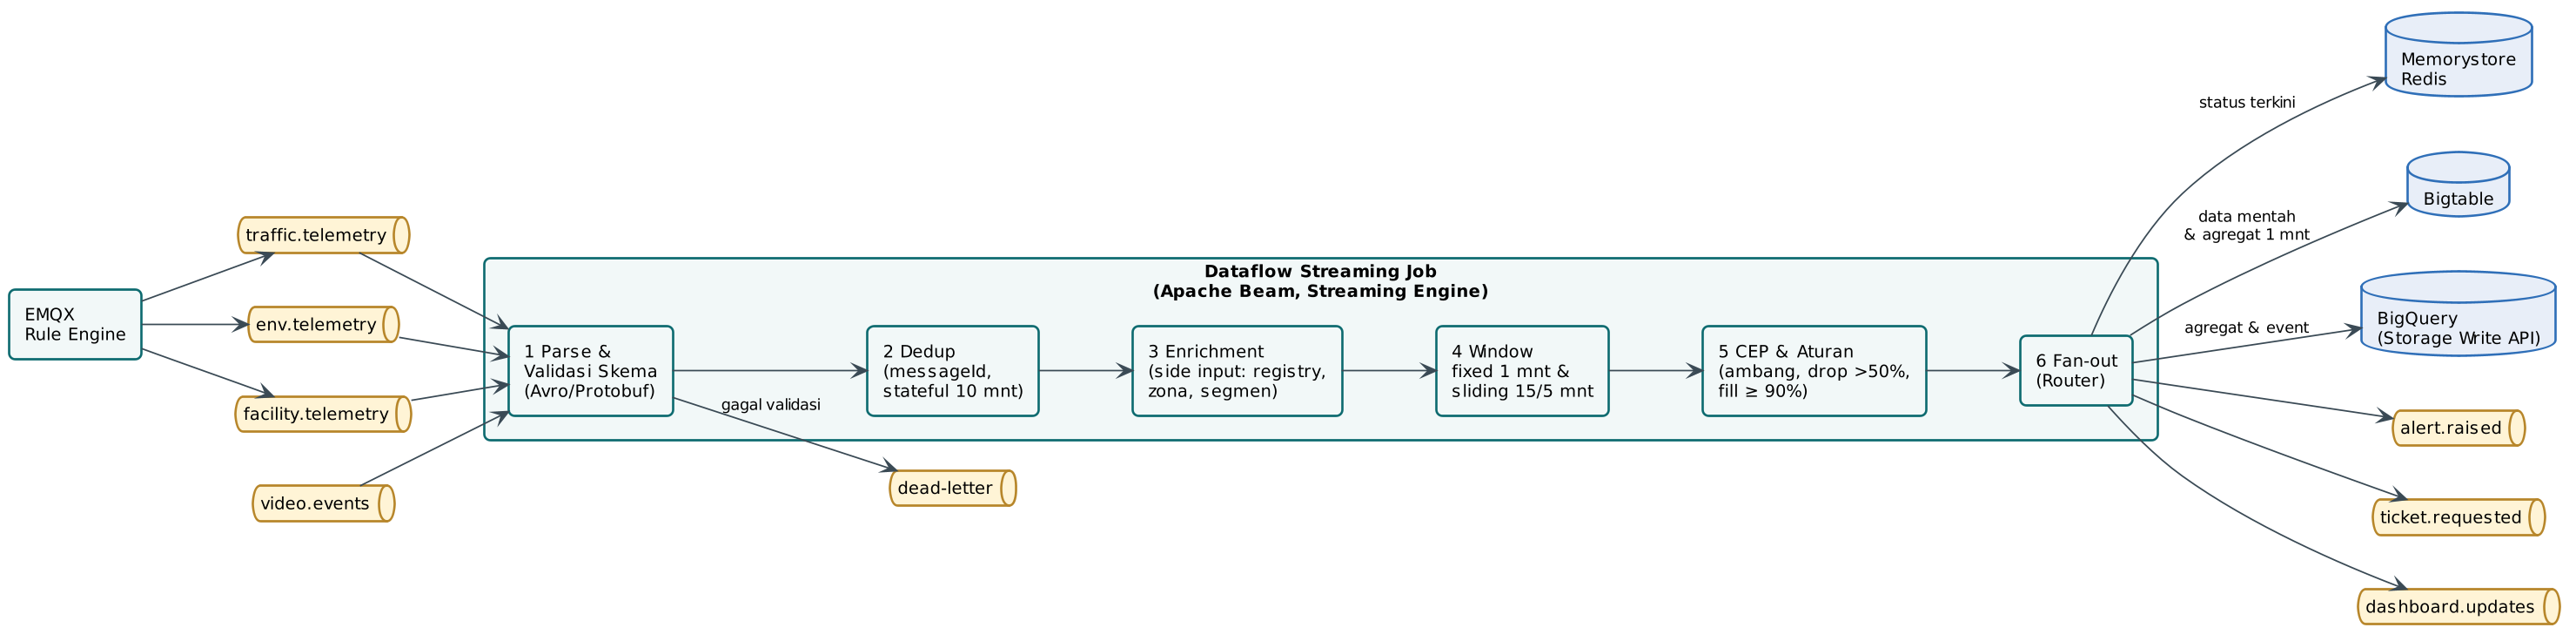 EMQX
Rule Engine
traffic.telemetry
env.telemetry
facility.telemetry
video.events
Dataflow Streaming Job
(Apache Beam, Streaming Engine)
1 Parse &
Validasi Skema
(Avro/Protobuf)
gagal validasi
dead-letter
2 Dedup
(messageId,
stateful 10 mnt)
3 Enrichment
(side input: registry,
zona, segmen)
4 Window
fixed 1 mnt &
sliding 15/5 mnt
5 CEP & Aturan
(ambang, drop >50%,
fill ≥ 90%)
6 Fan-out
(Router)
status terkini
Memorystore
Redis
data mentah
& agregat 1 mnt
Bigtable
agregat & event
BigQuery
(Storage Write API)
alert.raised
ticket.requested
dashboard.updates